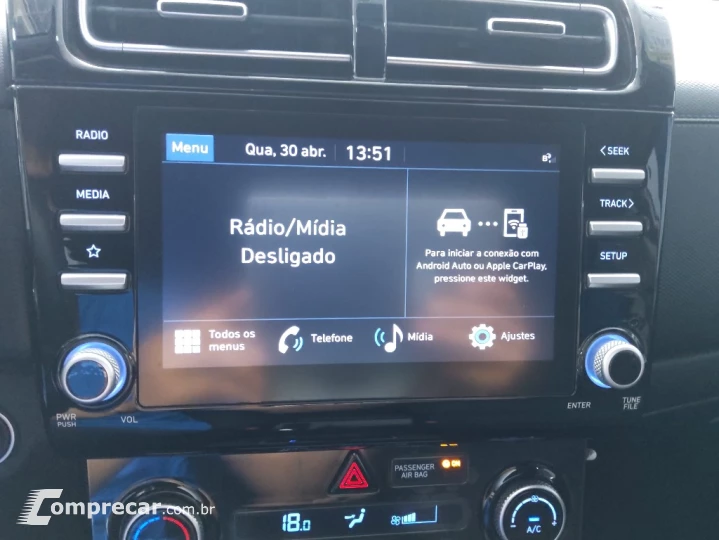 RADIO
MEDIA
Menu
Qua, 30 abr.
13:51
Rádio/Mídia
Desligado
Para iniciar a conexão com
Android Auto ou Apple CarPlay,
pressione este widget.
Todos os
menus
Telefone
Mídia
Ajustes
<SEEK
TRACK>
SETUP
PWR
PUSH
VOL
ENTER
TUNE
FILE
PASSENGER
AIR BAG
ON
18.0
A/C
Comprecar.com.br